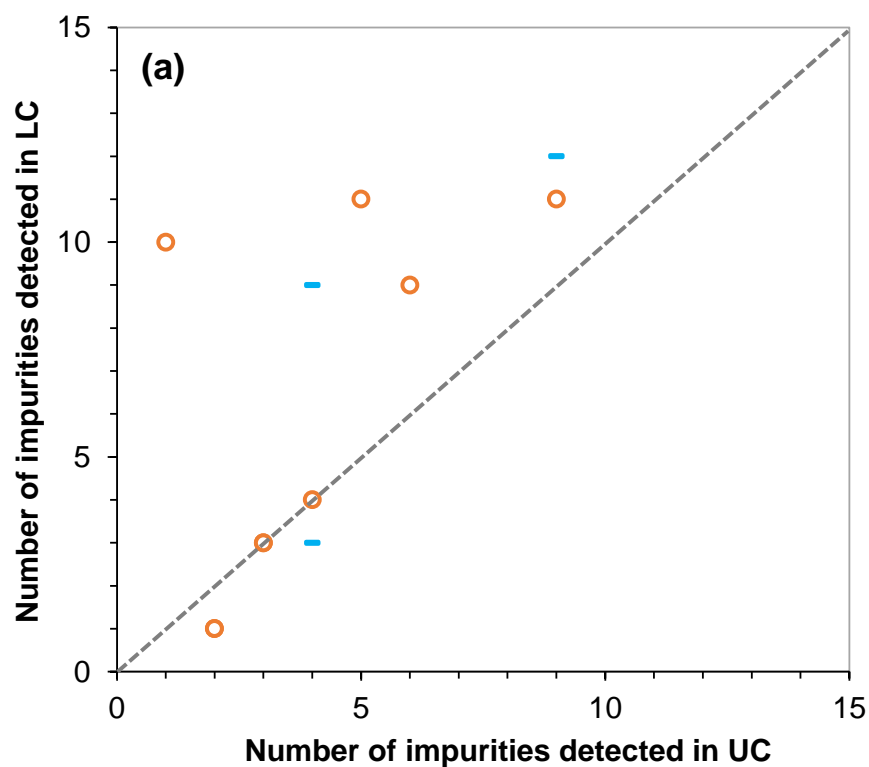 15
(a)
10
5
0
Number of impurities detected in LC
0 5 10 15
Number of impurities detected in UC